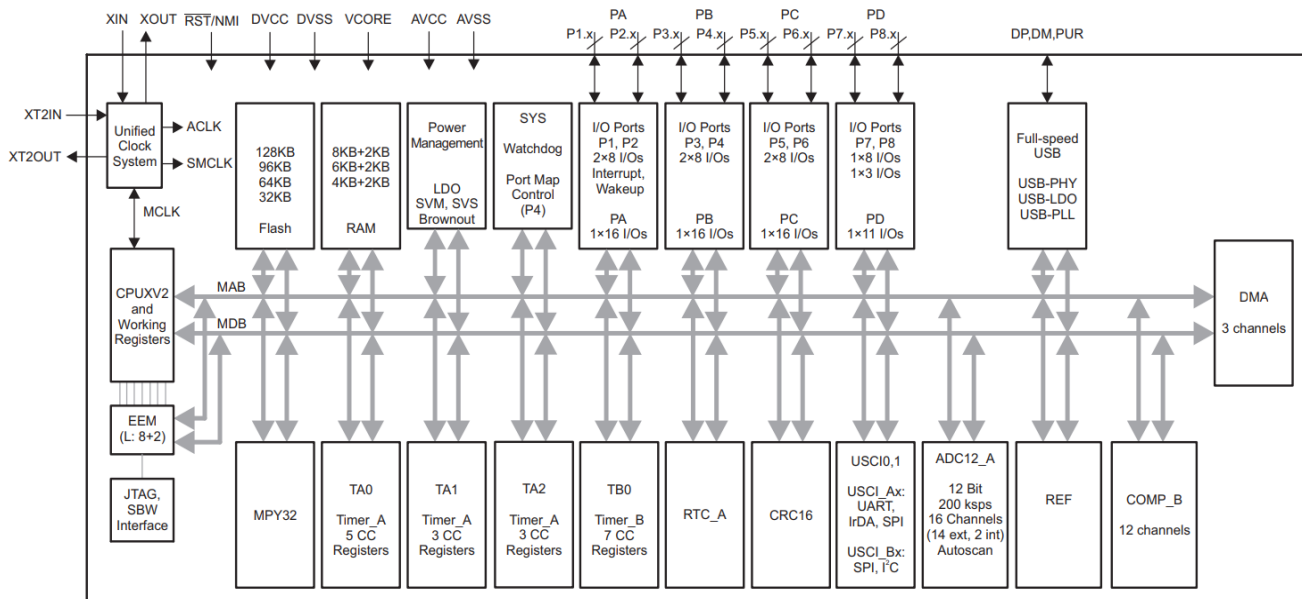 XIN
XOUT
RST/NMI
DVCC
DVSS
VCORE
AVCC
AVSS
PA
P1.x
P2.x
PB
P3.x
P4.x
PC
P5.x
P6.x
PD
P7.x
P8.x
DP,DM,PUR
XT2IN
XT2OUT
Unified
Clock
System
ACLK
SMCLK
MCLK
128KB
96KB
64KB
32KB
Flash
8KB+2KB
6KB+2KB
4KB+2KB
RAM
Power
Management
LDO
SVM, SVS
Brownout
SYS
Watchdog
Port Map
Control
(P4)
I/O Ports
P1, P2
2×8 I/Os
Interrupt,
Wakeup
PA
1×16 I/Os
I/O Ports
P3, P4
2×8 I/Os
PB
1×16 I/Os
I/O Ports
P5, P6
2×8 I/Os
PC
1×16 I/Os
I/O Ports
P7, P8
1×8 I/Os
1×3 I/Os
PD
1×11 I/Os
Full-speed
USB
USB-PHY
USB-LDO
USB-PLL
CPUXV2
and
Working
Registers
MAB
MDB
DMA
3 channels
EEM
(L: 8+2)
JTAG,
SBW
Interface
MPY32
TA0
Timer_A
5 CC
Registers
TA1
Timer_A
3 CC
Registers
TA2
Timer_A
3 CC
Registers
TB0
Timer_B
7 CC
Registers
RTC_A
CRC16
USCI0,1
USCI_Ax:
UART,
IrDA, SPI
USCI_Bx:
SPI, I²C
ADC12_A
12 Bit
200 ksps
16 Channels
(14 ext, 2 int)
Autoscan
REF
COMP_B
12 channels